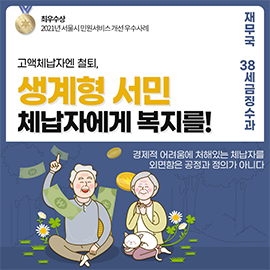 최우수상
2021년 서울시 민원서비스 개선 우수사례
재무국
38세금징수과
고액체납자엔 철퇴,
생계형 서민
체납자에게 복지를!
경제적 어려움에 처해있는 체납자를
외면함은 공정과 정의가 아니다